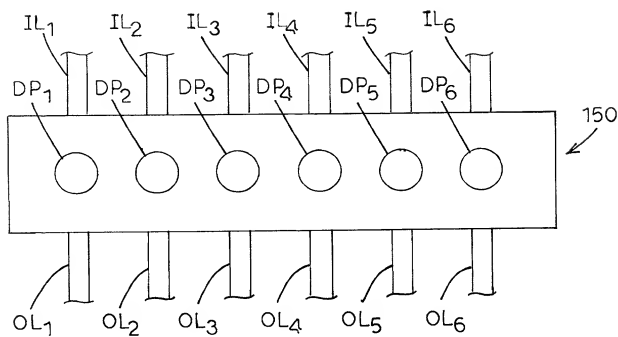 IL₁ IL₂ IL₃ IL₄ IL₅ IL₆
DP₁ DP₂ DP₃ DP₄ DP₅ DP₆
150
OL₁ OL₂ OL₃ OL₄ OL₅ OL₆